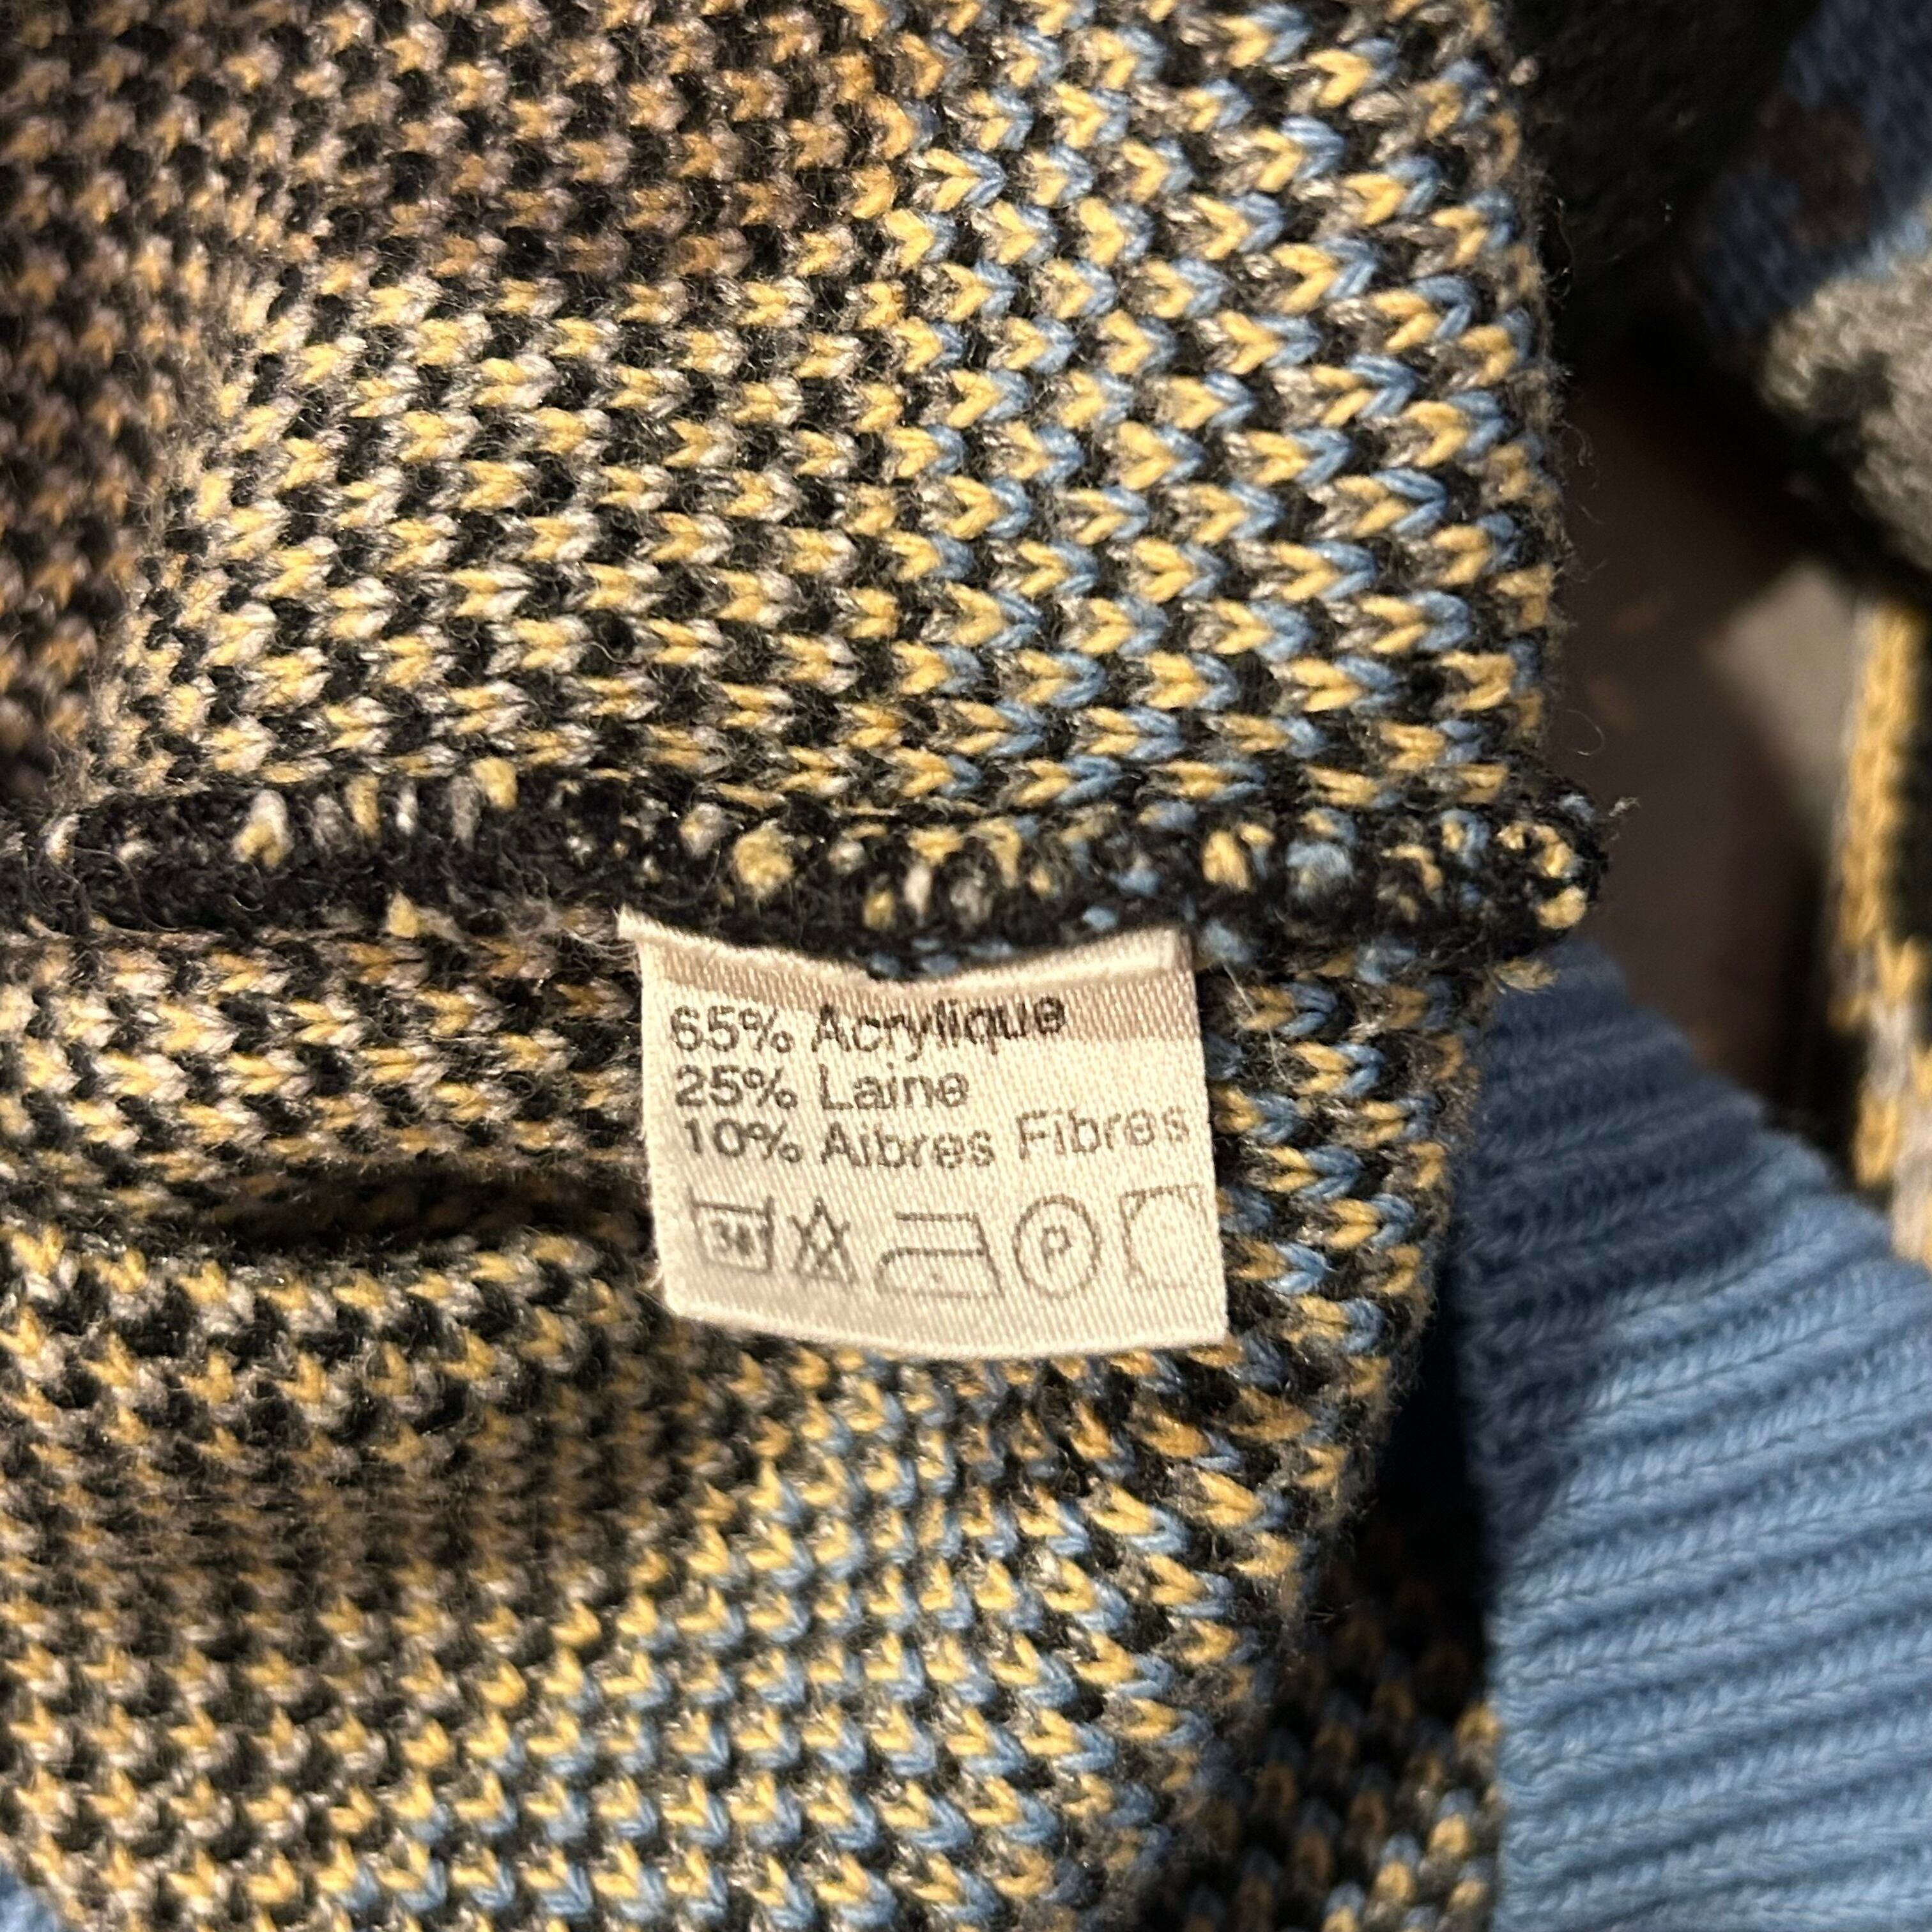 65% Acrylique
25% Laine
10% Aibres Fibres
P